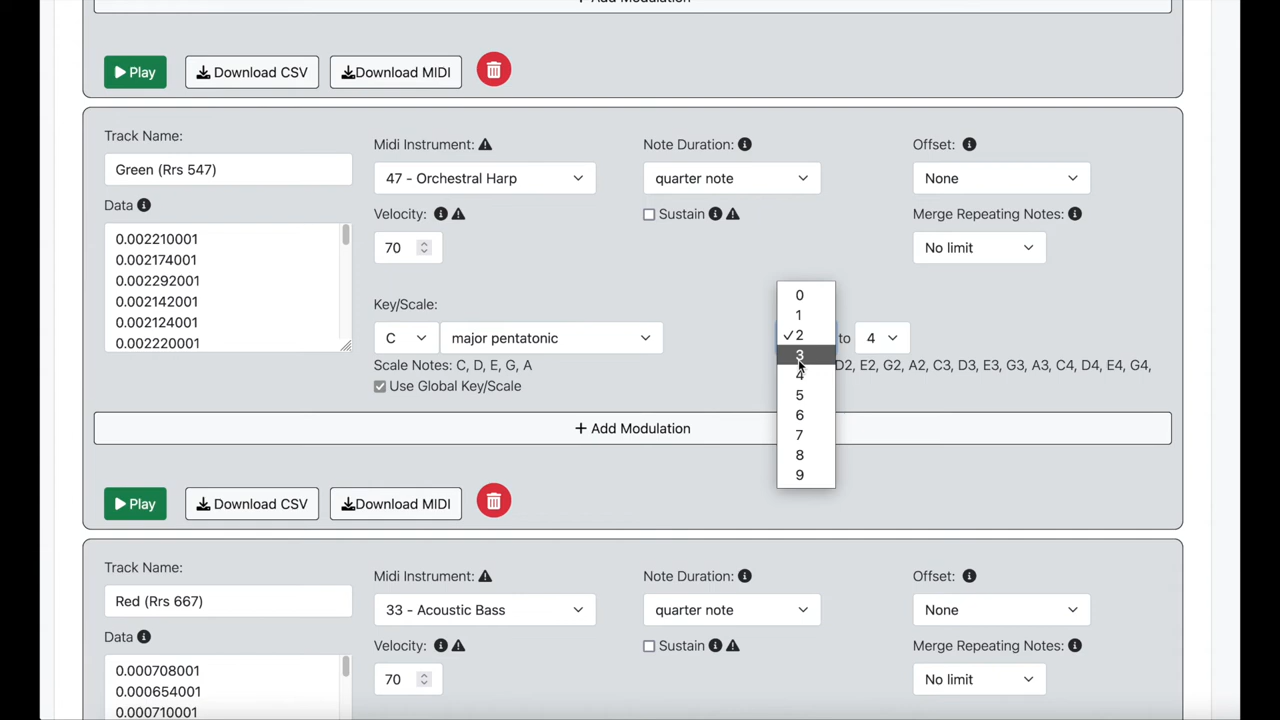 Add Modulation
Play
Download CSV
Download MIDI
Track Name:
Green (Rrs 547)
Data
0.002210001
0.002174001
0.002292001
0.002142001
0.002124001
0.002220001
Midi Instrument:
47 - Orchestral Harp
Velocity:
70
Note Duration:
quarter note
Sustain
Offset:
None
Merge Repeating Notes:
No limit
Key/Scale:
C
major pentatonic
Scale Notes: C, D, E, G, A
Use Global Key/Scale
0
1
✓2
3
4
5
6
7
8
9
to
4
D2, E2, G2, A2, C3, D3, E3, G3, A3, C4, D4, E4, G4,
+ Add Modulation
Play
Download CSV
Download MIDI
Track Name:
Red (Rrs 667)
Data
0.000708001
0.000654001
0.000710001
Midi Instrument:
33 - Acoustic Bass
Velocity:
70
Note Duration:
quarter note
Sustain
Offset:
None
Merge Repeating Notes:
No limit